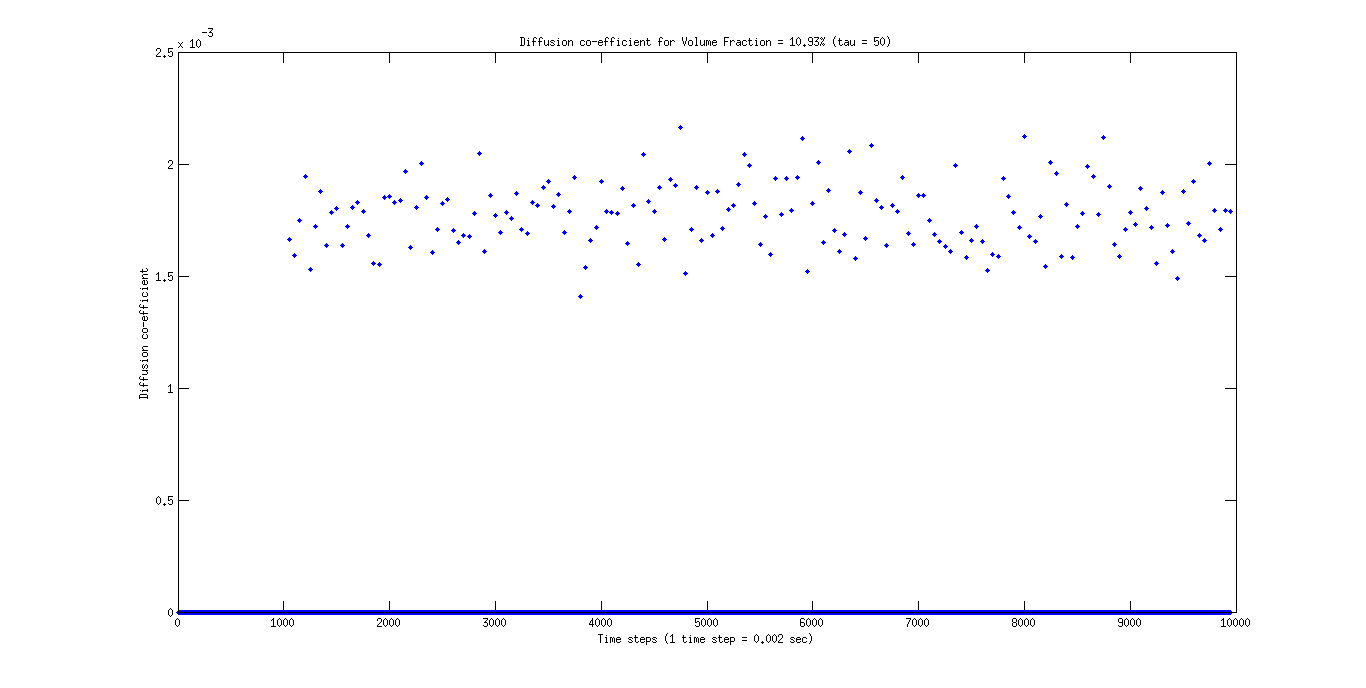 x 10^-3
Diffusion co-efficient for Volume Fraction = 10.93% (tau = 50)
2.5
2
1.5
1
0.5
0
Diffusion co-efficient
0 1000 2000 3000 4000 5000 6000 7000 8000 9000 10000
Time steps (1 time step = 0.002 sec)